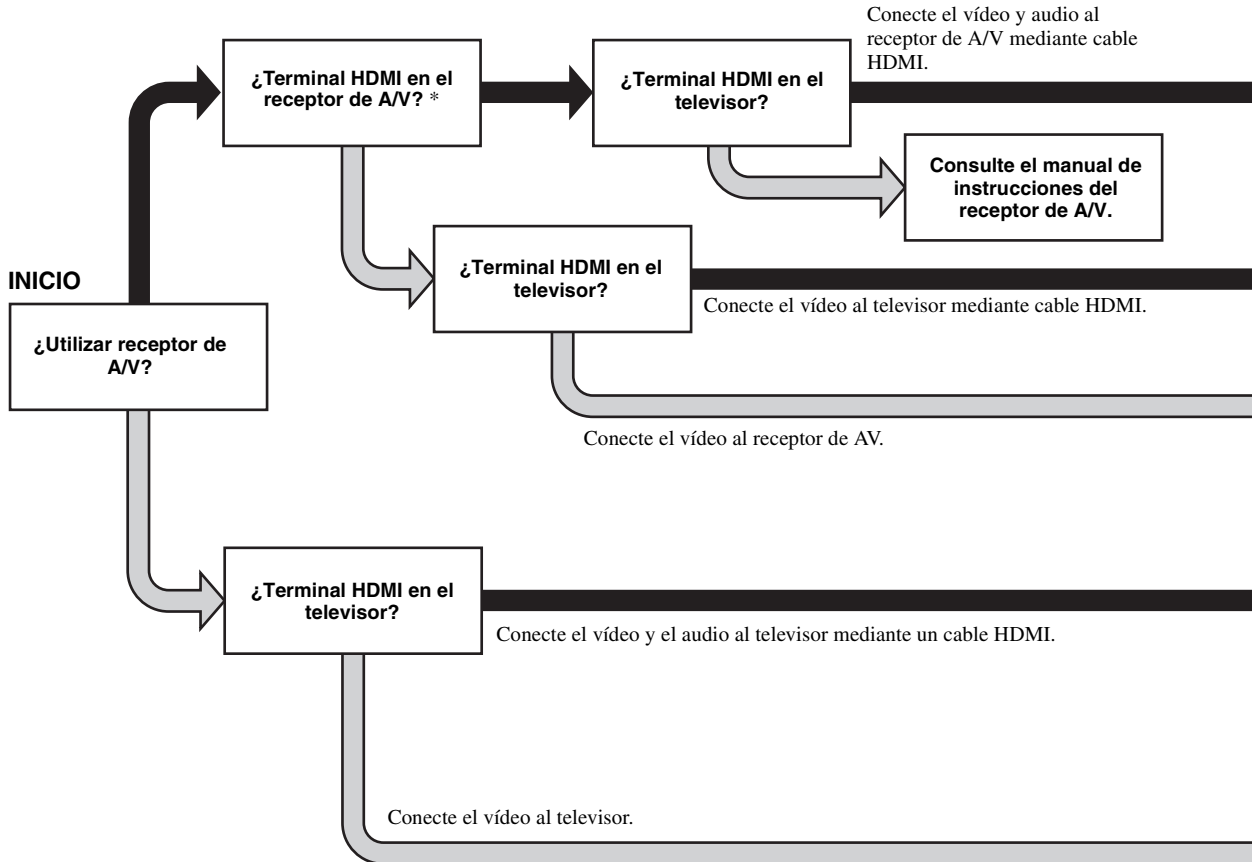 Conecte el vídeo y audio al
receptor de A/V mediante cable
HDMI.
¿Terminal HDMI en el
receptor de A/V? *
¿Terminal HDMI en el
televisor?
Consulte el manual de
instrucciones del
receptor de A/V.
¿Terminal HDMI en el
televisor?
INICIO
Conecte el vídeo al televisor mediante cable HDMI.
¿Utilizar receptor de
A/V?
Conecte el vídeo al receptor de AV.
¿Terminal HDMI en el
televisor?
Conecte el vídeo y el audio al televisor mediante un cable HDMI.
Conecte el vídeo al televisor.